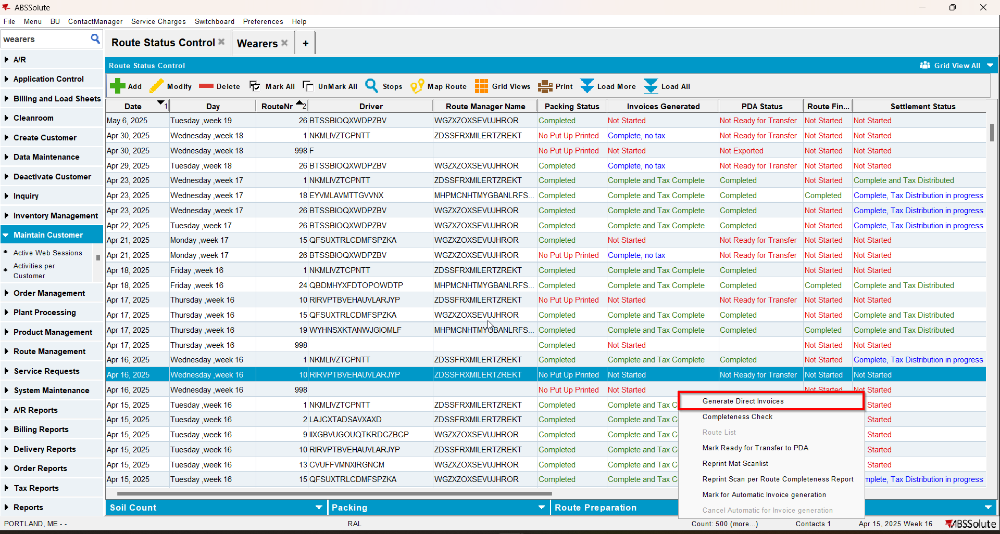 ABSSolute
File Menu BU ContactManager Service Charges Switchboard Preferences Help
wearers
Route Status Control Wearers +
A/R
Application Control
Billing and Load Sheets
Cleanroom
Create Customer
Data Maintenance
Deactivate Customer
Inquiry
Inventory Management
Maintain Customer
Active Web Sessions
Activities per
Customer
Order Management
Plant Processing
Product Management
Route Management
Service Requests
System Maintenance
A/R Reports
Billing Reports
Delivery Reports
Order Reports
Tax Reports
Reports
Route Status Control Grid View All
Add Modify Delete Mark All UnMark All Stops Map Route Grid Views Print Load More Load All
Date 1 Day RouteNr 2 Driver Route Manager Name Packing Status Invoices Generated PDA Status Route Fin... Settlement Status
May 6, 2025 Tuesday ,week 19 26 BTSSBIOQXWDPZBV WGZXZOXSEVUJHROR Completed Not Started Not Ready for Transfer Not Started Not Started
Apr 30, 2025 Wednesday ,week 18 1 NKMLIVZTCPNTT ZDSSFRXMILERTZREKT No Put Up Printed Complete, no tax Not Ready for Transfer Not Started Not Started
Apr 30, 2025 Wednesday ,week 18 998 F No Put Up Printed Not Started Not Exported Not Started Not Started
Apr 29, 2025 Tuesday ,week 18 26 BTSSBIOQXWDPZBV WGZXZOXSEVUJHROR Completed Complete, no tax Not Ready for Transfer Not Started Not Started
Apr 23, 2025 Wednesday ,week 17 1 NKMLIVZTCPNTT ZDSSFRXMILERTZREKT Completed Complete and Tax Complete Completed Not Started Complete and Tax Distributed
Apr 23, 2025 Wednesday ,week 17 18 EYVMLAVMTTGVVNX MHPMCNHTMYGBANLRFS... Completed Complete and Tax Complete Completed Completed Complete, Tax Distribution in progress
Apr 23, 2025 Wednesday ,week 17 26 BTSSBIOQXWDPZBV WGZXZOXSEVUJHROR Completed Complete and Tax Complete Completed Not Started Complete, Tax Distribution in progress
Apr 22, 2025 Tuesday ,week 17 26 BTSSBIOQXWDPZBV WGZXZOXSEVUJHROR Completed Complete and Tax Complete Completed Not Started Complete, Tax Distribution in progress
Apr 21, 2025 Monday ,week 17 15 QFSUXTRLCDMFSPZKA WGZXZOXSEVUJHROR Completed Not Started Not Ready for Transfer Not Started Not Started
Apr 21, 2025 Monday ,week 17 26 BTSSBIOQXWDPZBV WGZXZOXSEVUJHROR No Put Up Printed Complete, no tax Not Ready for Transfer Not Started Not Started
Apr 18, 2025 Friday ,week 16 1 NKMLIVZTCPNTT ZDSSFRXMILERTZREKT Completed Complete and Tax Complete Completed Not Started Not Started
Apr 18, 2025 Friday ,week 16 24 QBDMHYXFDTOPOWDTP MHPMCNHTMYGBANLRFS... Completed Complete and Tax Complete Completed Completed Complete and Tax Distributed
Apr 17, 2025 Thursday ,week 16 10 RIRVPTBVEHAUVLARJYP ZDSSFRXMILERTZREKT No Put Up Printed Not Started Not Ready for Transfer Not Started Not Started
Apr 17, 2025 Thursday ,week 16 15 QFSUXTRLCDMFSPZKA WGZXZOXSEVUJHROR Completed Complete and Tax Complete Completed Not Started Complete and Tax Distributed
Apr 17, 2025 Thursday ,week 16 19 WYHNSXKTANWJGIOMLF MHPMCNHTMYGBANLRFS... Completed Complete and Tax Complete Completed Completed Complete and Tax Distributed
Apr 17, 2025 Thursday ,week 16 998 Completed Not Started Not Started Not Started
Apr 16, 2025 Wednesday ,week 16 1 NKMLIVZTCPNTT ZDSSFRXMILERTZREKT Completed Complete and Tax Complete Completed Not Started Complete, Tax Distribution in progress
Apr 16, 2025 Wednesday ,week 16 10 RIRVPTBVEHAUVLARJYP ZDSSFRXMILERTZREKT No Put Up Printed Not Started Not Ready for Transfer Not Started Not Started
Apr 16, 2025 Wednesday ,week 16 998 No Put Up Printed Not Started Not Started Not Started
Apr 15, 2025 Tuesday ,week 16 1 NKMLIVZTCPNTT ZDSSFRXMILERTZREKT Completed Complete and Tax C Started
Apr 15, 2025 Tuesday ,week 16 2 LAJCXTADSAVXAXD ZDSSFRXMILERTZREKT Completed Complete and Tax C Started
Apr 15, 2025 Tuesday ,week 16 9 IIXGBVUGOUQTKRDCZBCP WGZXZOXSEVUJHROR Completed Complete and Tax C Started
Apr 15, 2025 Tuesday ,week 16 10 RIRVPTBVEHAUVLARJYP ZDSSFRXMILERTZREKT Completed Complete and Tax C Started
Apr 15, 2025 Tuesday ,week 16 13 CVUFFVMNXIRGNCM WGZXZOXSEVUJHROR Completed Complete and Tax C Started
Apr 15, 2025 Tuesday ,week 16 15 QFSUXTRLCDMFSPZKA WGZXZOXSEVUJHROR Completed Complete and Tax C mplete, Tax Distribution in progress
Generate Direct Invoices
Completeness Check
Route List
Mark Ready for Transfer to PDA
Reprint Mat Scanlist
Reprint Scan per Route Completeness Report
Mark for Automatic Invoice generation
Cancel Automatic for Invoice generation
Soil Count Packing Route Preparation
PORTLAND, ME - - RAL Count: 500 (more...) Contacts 1 Apr 15, 2025 Week 16 ABSSolute